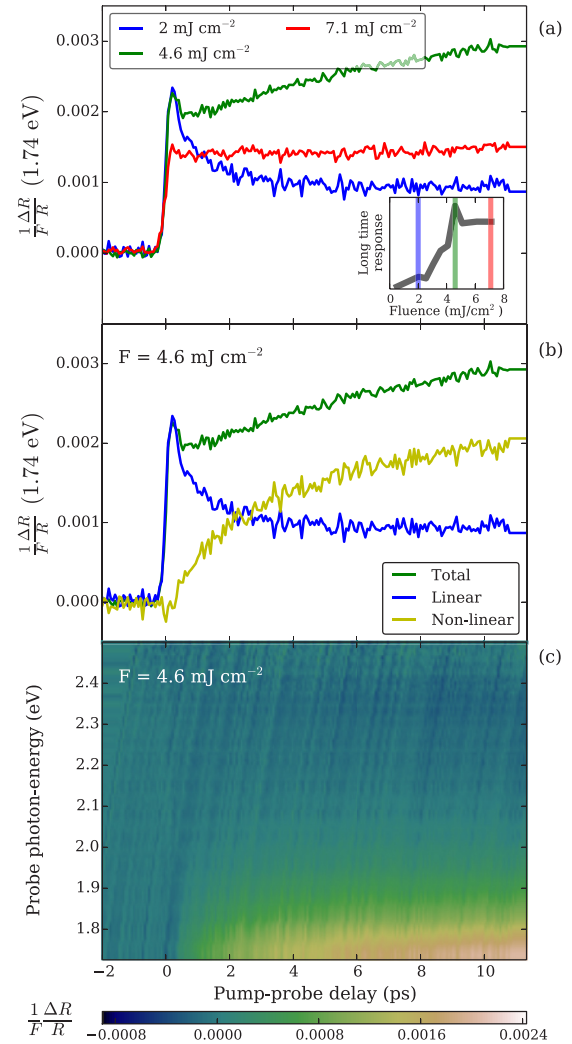 (a)
2 mJ cm⁻²
4.6 mJ cm⁻²
7.1 mJ cm⁻²
0.003
0.002
0.001
0.000
1/F ΔR/R (1.74 eV)
Long time
response
0 2 4 6 8
Fluence (mJ/cm²)
(b)
F = 4.6 mJ cm⁻²
0.003
0.002
0.001
0.000
1/F ΔR/R (1.74 eV)
Total
Linear
Non-linear
(c)
F = 4.6 mJ cm⁻²
2.4
2.3
2.2
2.1
2.0
1.9
1.8
Probe photon-energy (eV)
−2 0 2 4 6 8 10
Pump-probe delay (ps)
1/F ΔR/R
−0.0008 0.0000 0.0008 0.0016 0.0024